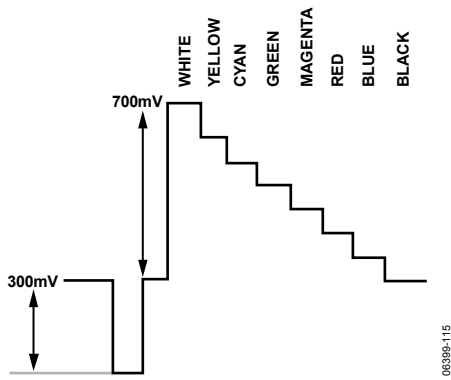 WHITE
YELLOW
CYAN
GREEN
MAGENTA
RED
BLUE
BLACK
700mV
300mV
06399-115